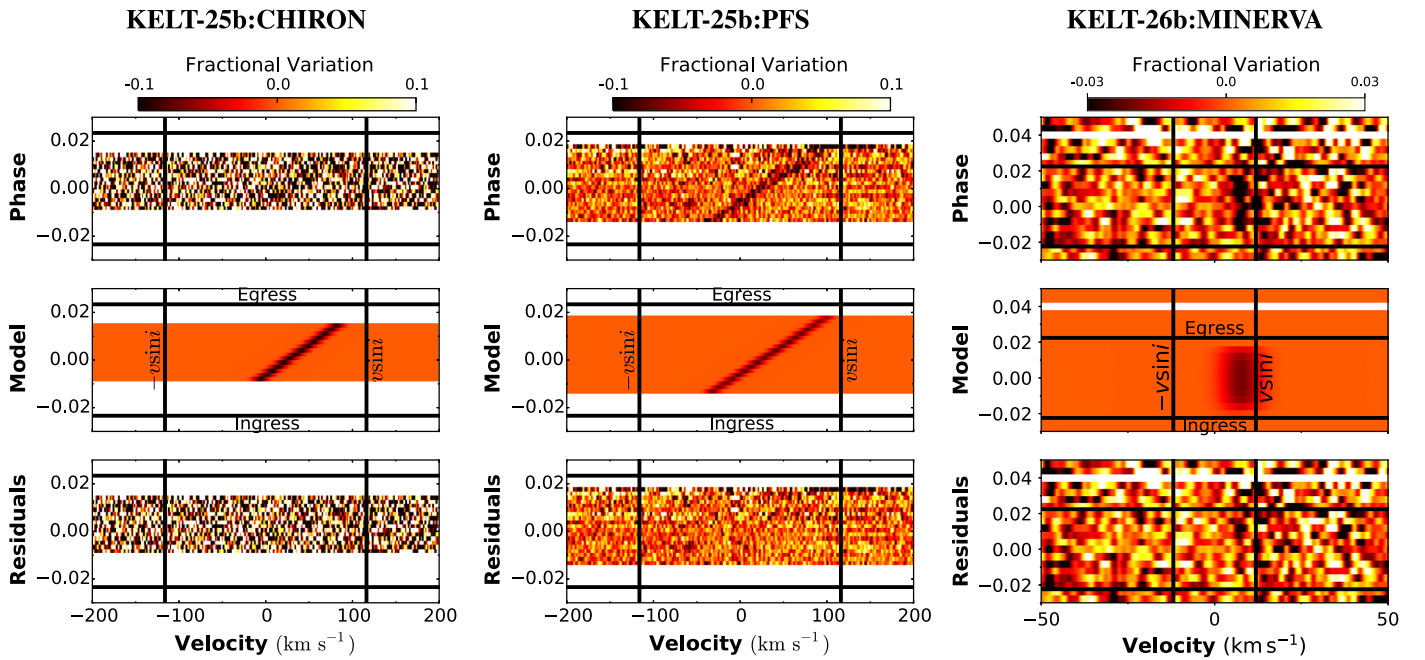 KELT-25b:CHIRON
KELT-25b:PFS
KELT-26b:MINERVA
Fractional Variation
-0.1 0.0 0.1
Fractional Variation
-0.1 0.0 0.1
Fractional Variation
-0.03 0.0 0.03
Phase
0.02
0.00
−0.02
Phase
0.02
0.00
−0.02
Phase
0.04
0.02
0.00
−0.02
Model
0.02
0.00
−0.02
Egress
−vsini
vsini
Ingress
Model
0.02
0.00
−0.02
Egress
−vsini
vsini
Ingress
Model
0.04
0.02
0.00
−0.02
Egress
−vsini
vsini
Ingress
Residuals
0.02
0.00
−0.02
−200 −100 0 100 200
Velocity (km s−1)
Residuals
0.02
0.00
−0.02
−200 −100 0 100 200
Velocity (km s−1)
Residuals
0.04
0.02
0.00
−0.02
−50 0 50
Velocity (km s−1)